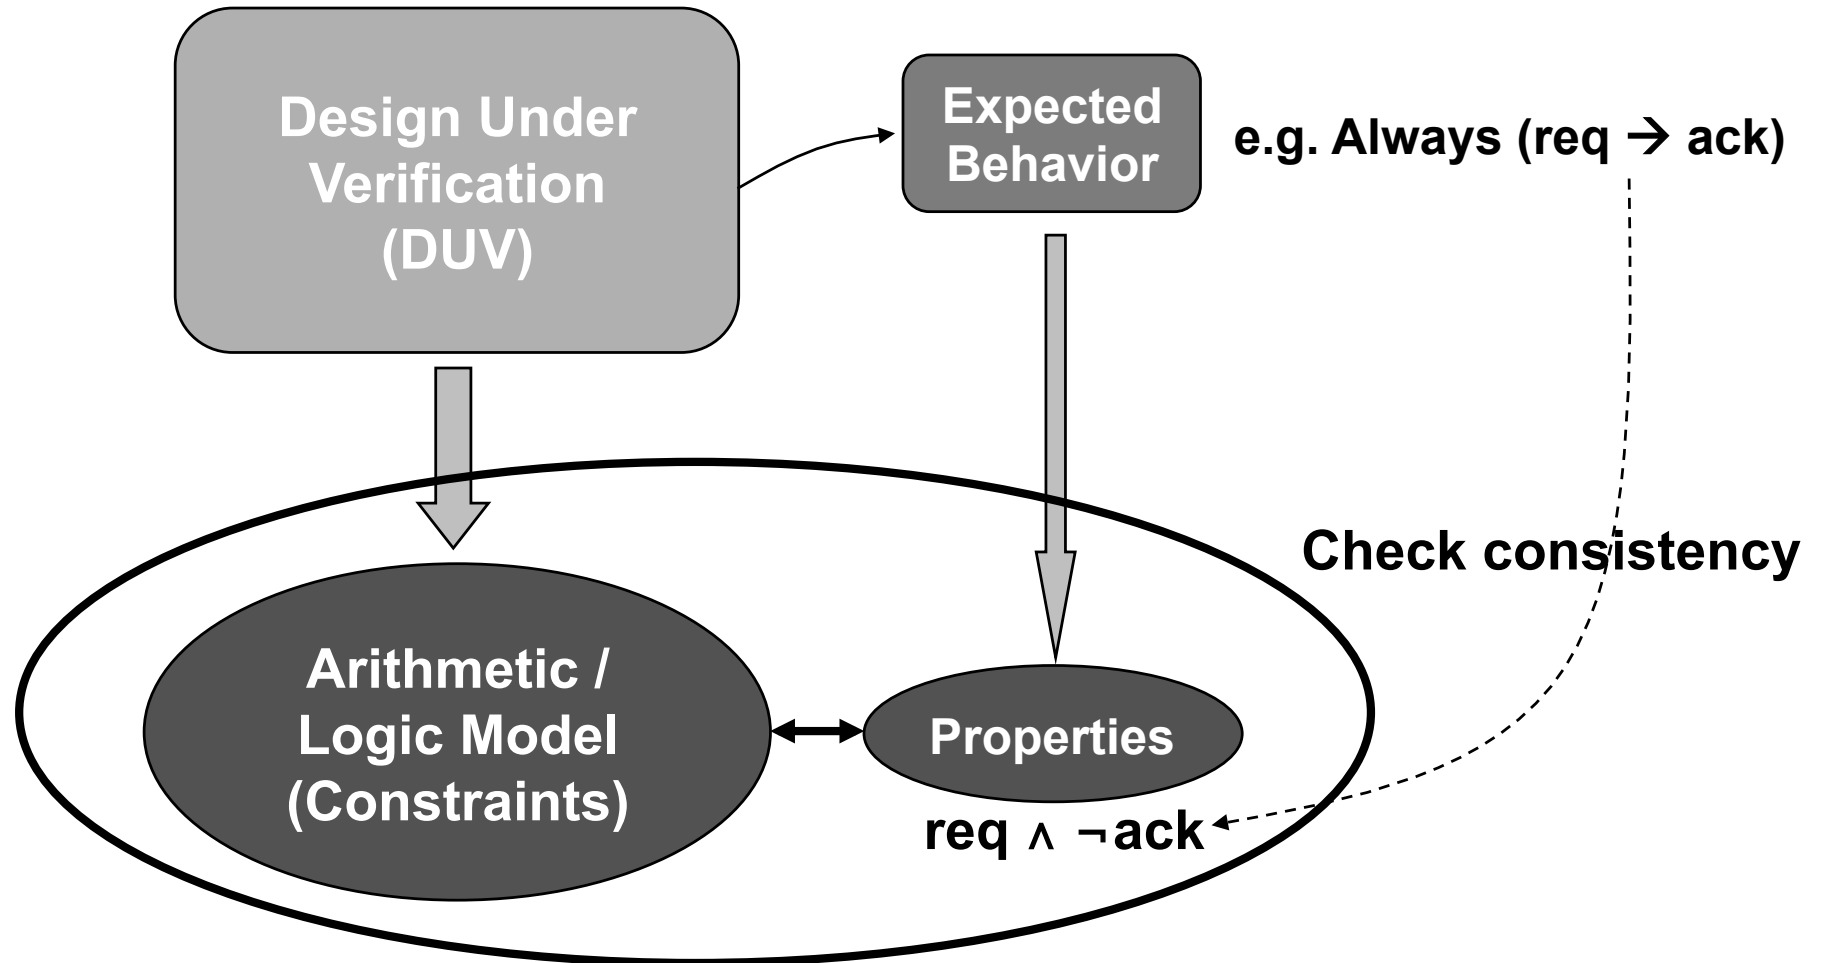 Design Under
Verification
(DUV)
Expected
Behavior
e.g. Always (req → ack)
Check consistency
Arithmetic /
Logic Model
(Constraints)
Properties
req ∧ ¬ack